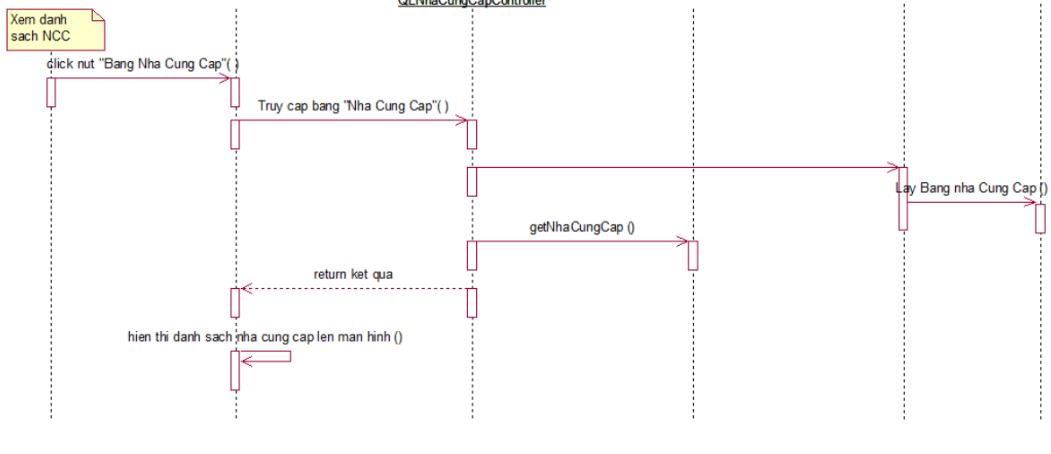 QLNhaCungCapController
Xem danh
sach NCC
click nut "Bang Nha Cung Cap"( )
Truy cap bang "Nha Cung Cap"( )
Lay Bang nha Cung Cap ()
getNhaCungCap ()
return ket qua
hien thi danh sach nha cung cap len man hinh ()